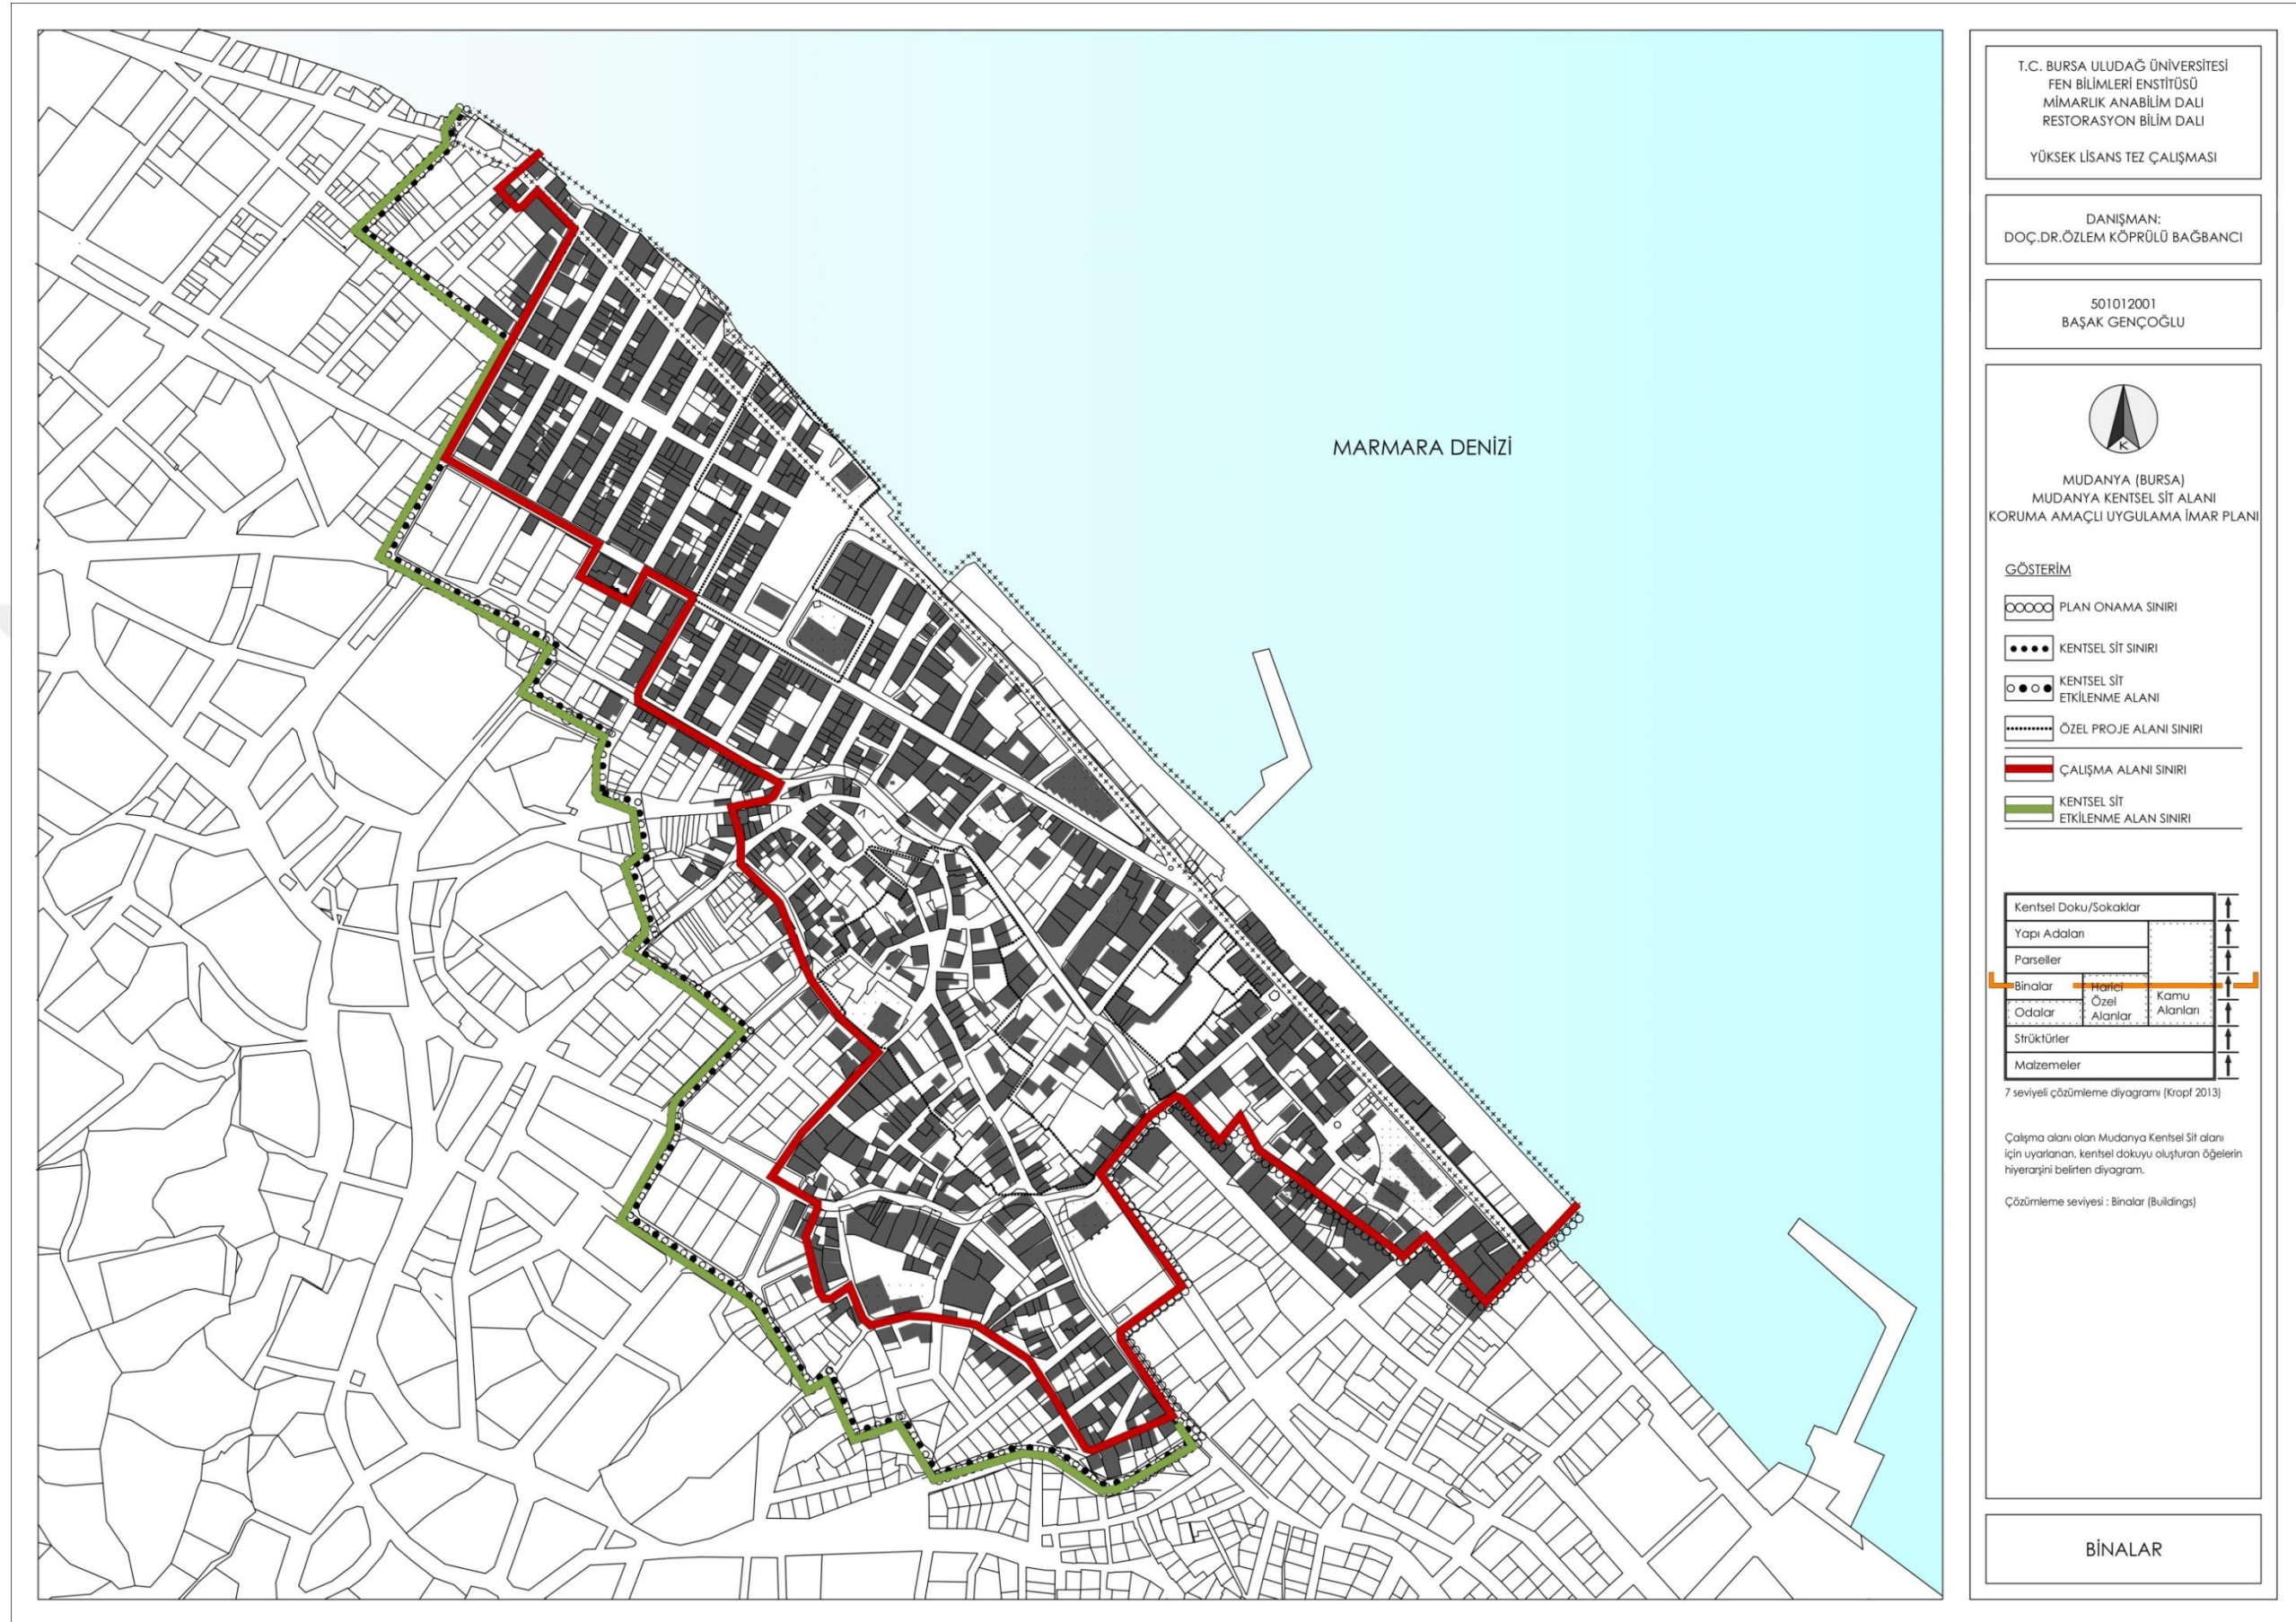 MARMARA DENİZİ
T.C. BURSA ULUDAĞ ÜNİVERSİTESİ
FEN BİLİMLERİ ENSTİTÜSÜ
MİMARLIK ANABİLİM DALI
RESTORASYON BİLİM DALI
YÜKSEK LİSANS TEZ ÇALIŞMASI
DANIŞMAN:
DOÇ.DR.ÖZLEM KÖPRÜLÜ BAĞBANCI
501012001
BAŞAK GENÇOĞLU
K
MUDANYA (BURSA)
MUDANYA KENTSEL SİT ALANI
KORUMA AMAÇLI UYGULAMA İMAR PLANI
GÖSTERİM
PLAN ONAMA SINIRI
KENTSEL SİT SINIRI
KENTSEL SİT
ETKİLENME ALANI
ÖZEL PROJE ALANI SINIRI
ÇALIŞMA ALANI SINIRI
KENTSEL SİT
ETKİLENME ALAN SINIRI
Kentsel Doku/Sokaklar
Yapı Adaları
Parseller
Binalar
Odalar
Harici
Özel
Alanlar
Kamu
Alanları
Strüktürler
Malzemeler
7 seviyeli çözümleme diyagramı (Kropf 2013)
Çalışma alanı olan Mudanya Kentsel Sit alanı
için uyarlanan, kentsel dokuyu oluşturan öğelerin
hiyerarşini belirten diyagram.
Çözümleme seviyesi : Binalar (Buildings)
BİNALAR